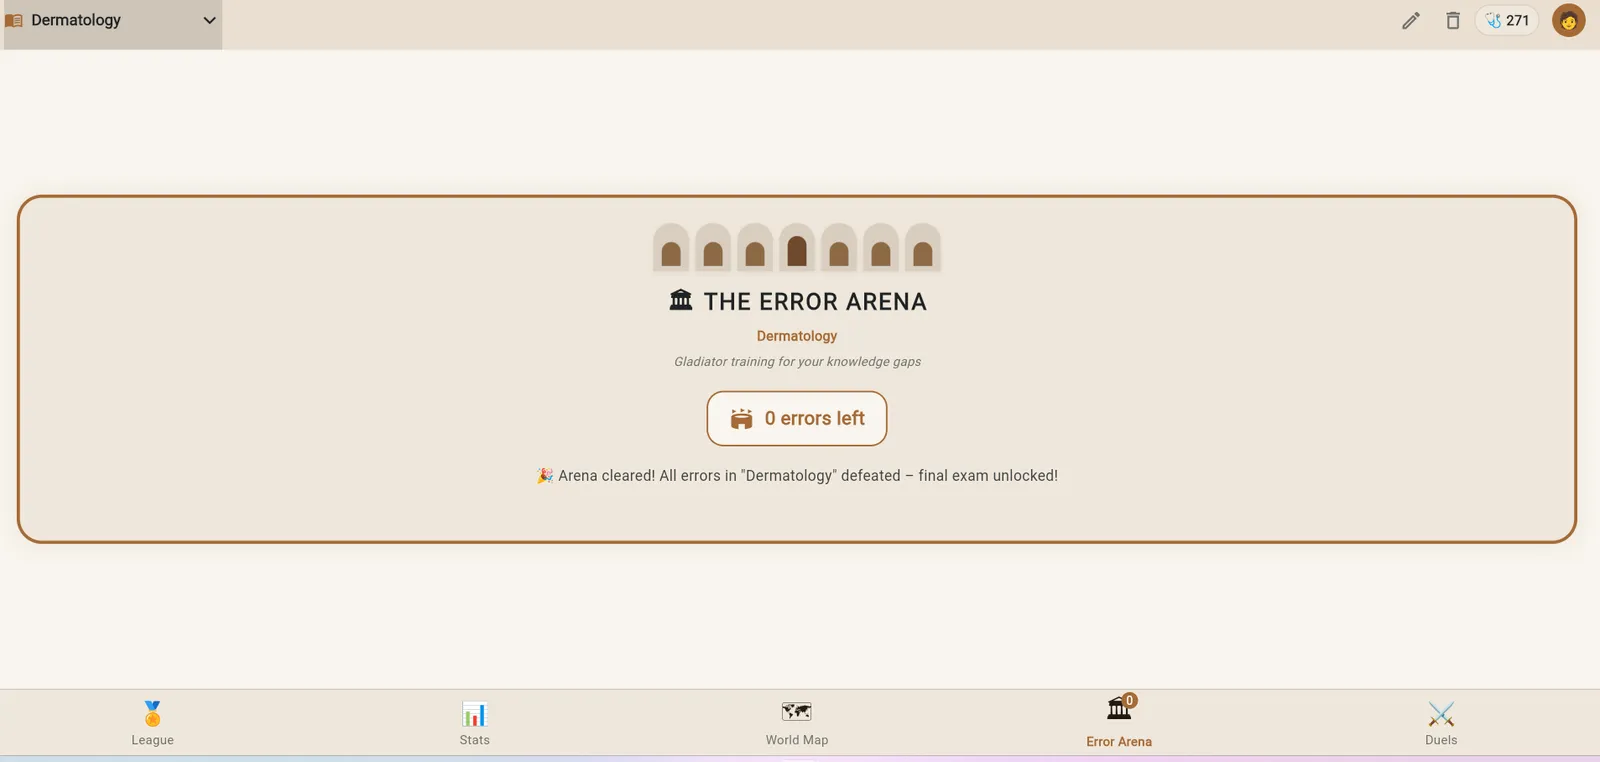 Dermatology
271
THE ERROR ARENA
Dermatology
Gladiator training for your knowledge gaps
0 errors left
Arena cleared! All errors in "Dermatology" defeated – final exam unlocked!
League
Stats
World Map
0
Error Arena
Duels